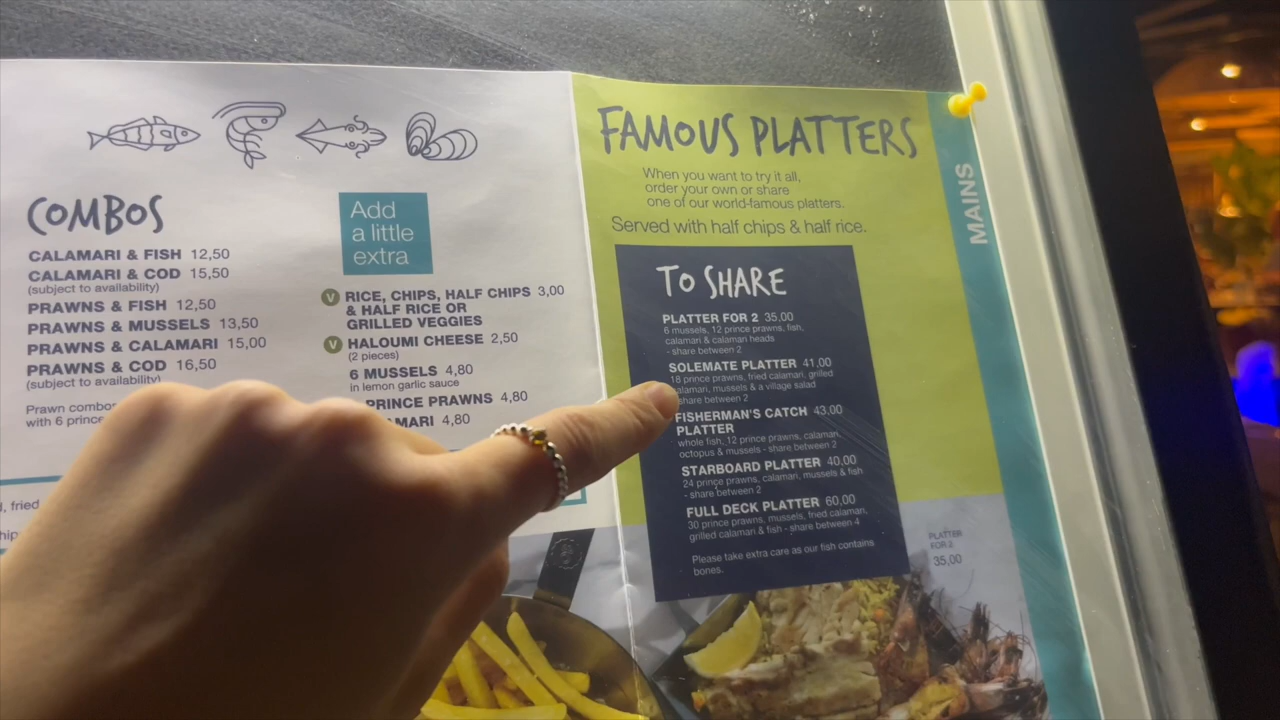 COMBOS
CALAMARI & FISH 12,50
CALAMARI & COD 15,50
(subject to availability)
PRAWNS & FISH 12,50
PRAWNS & MUSSELS 13,50
PRAWNS & CALAMARI 15,00
PRAWNS & COD 16,50
(subject to availability)
Prawn combo
with 6 prince
, fried
Add
a little
extra
V RICE, CHIPS, HALF CHIPS 3,00
& HALF RICE OR
GRILLED VEGGIES
V HALOUMI CHEESE 2,50
(2 pieces)
6 MUSSELS 4,80
in lemon garlic sauce
PRINCE PRAWNS 4,80
MARI 4,80
FAMOUS PLATTERS
When you want to try it all,
order your own or share
one of our world-famous platters.
Served with half chips & half rice.
TO SHARE
PLATTER FOR 2 35,00
6 mussels, 12 prince prawns, fish,
calamari & calamari heads
- share between 2
SOLEMATE PLATTER 41,00
18 prince prawns, fried calamari, grilled
calamari, mussels & a village salad
share between 2
FISHERMAN'S CATCH 43,00
PLATTER
whole fish, 12 prince prawns, calamari,
octopus & mussels - share between 2
STARBOARD PLATTER 40,00
24 prince prawns, calamari, mussels & fish
- share between 2
FULL DECK PLATTER 60,00
30 prince prawns, mussels, fried calamari,
grilled calamari & fish - share between 4
Please take extra care as our fish contains
bones.
PLATTER
FOR 2
35,00
MAINS